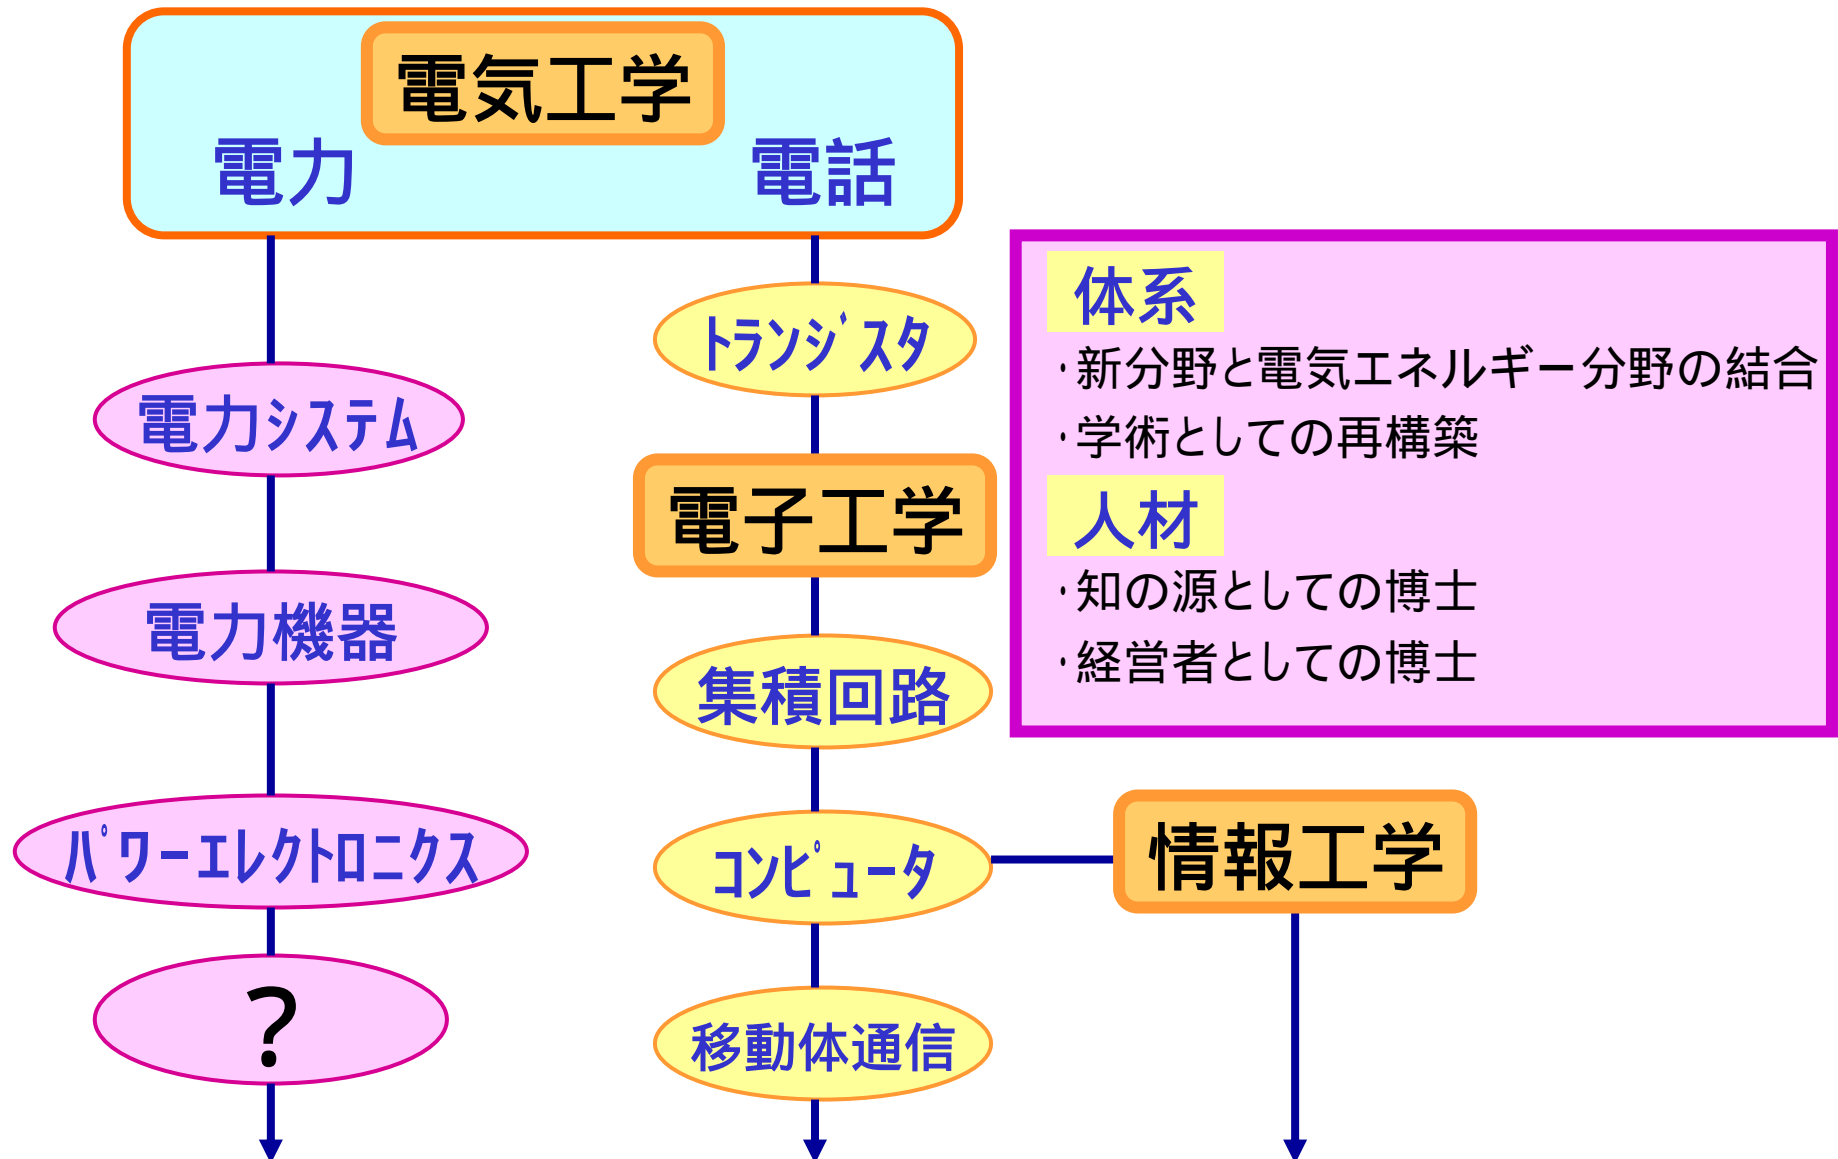 電気工学
電力
電話
ﾄﾗﾝｼﾞｽﾀ
電力ｼｽﾃﾑ
電子工学
電力機器
集積回路
ﾊﾟﾜｰｴﾚｸﾄﾛﾆｸｽ
ｺﾝﾋﾟｭｰﾀ
情報工学
？
移動体通信
体系
・新分野と電気エネルギー分野の結合
・学術としての再構築
人材
・知の源としての博士
・経営者としての博士